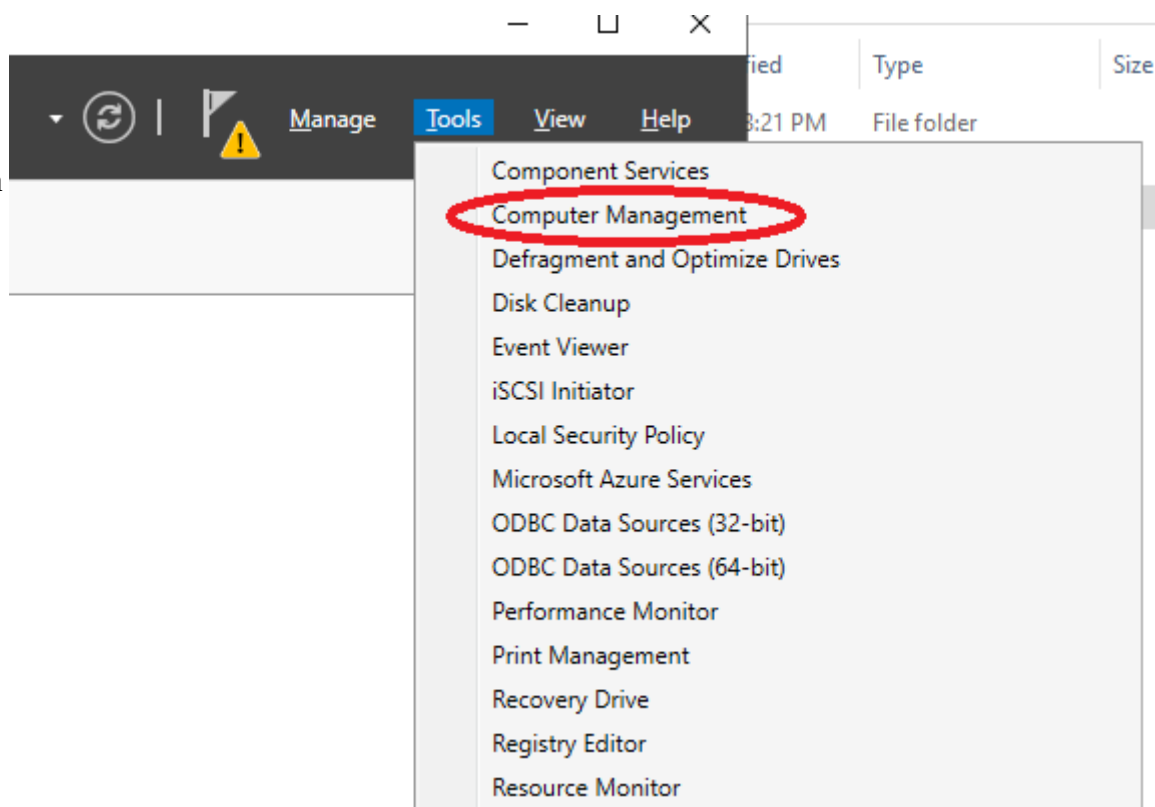 ified Type Size
Manage Tools View Help 3:21 PM File folder
Component Services
Computer Management
Defragment and Optimize Drives
Disk Cleanup
Event Viewer
iSCSI Initiator
Local Security Policy
Microsoft Azure Services
ODBC Data Sources (32-bit)
ODBC Data Sources (64-bit)
Performance Monitor
Print Management
Recovery Drive
Registry Editor
Resource Monitor